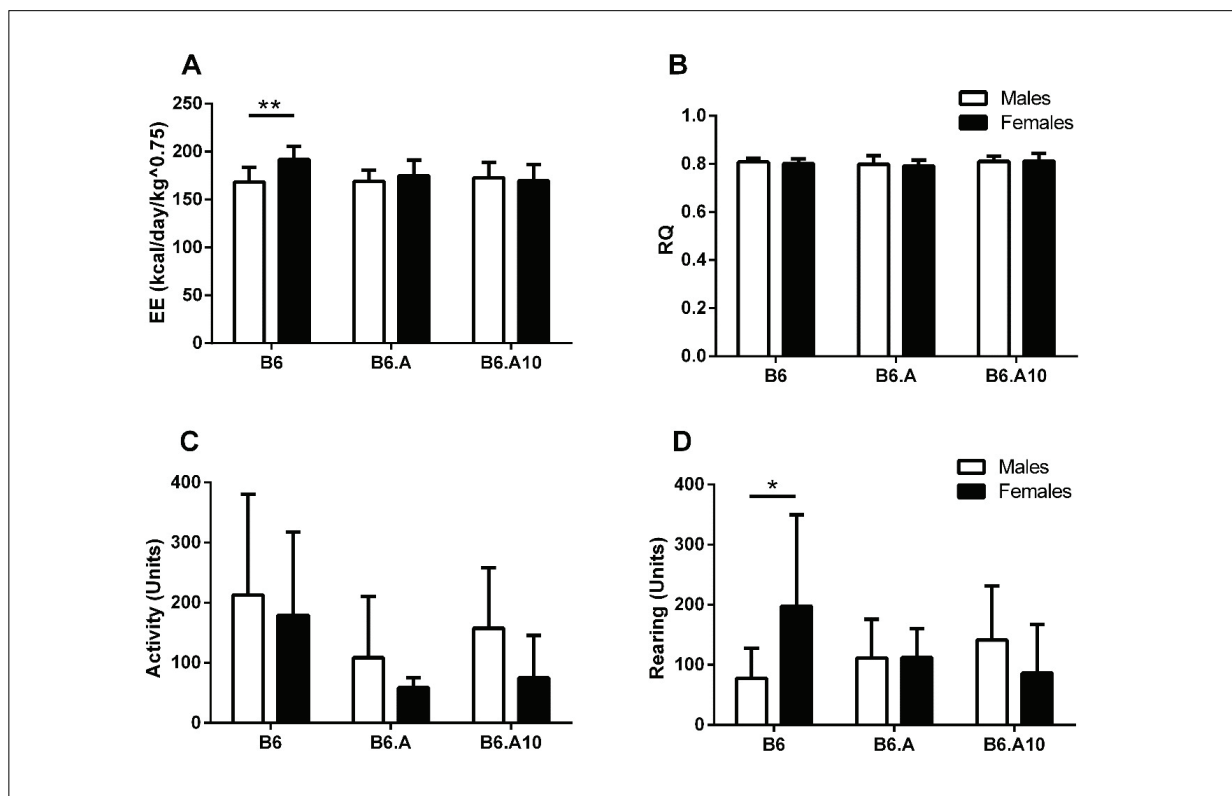 A
**
EE (kcal/day/kg^0.75)
250
200
150
100
50
0
B6
B6.A
B6.A10
B
Males
Females
RQ
1.0
0.8
0.6
0.4
0.2
0.0
B6
B6.A
B6.A10
C
Activity (Units)
400
300
200
100
0
B6
B6.A
B6.A10
D
Males
Females
*
Rearing (Units)
400
300
200
100
0
B6
B6.A
B6.A10